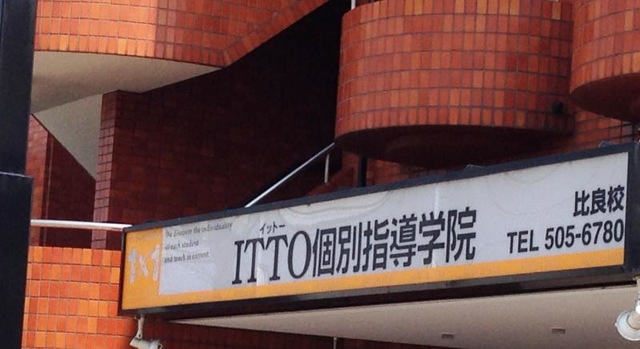 1x1
We discover the individuality
of each student
and teach in earnest
イットー
ITTO個別指導学院
比良校
TEL 505-6780